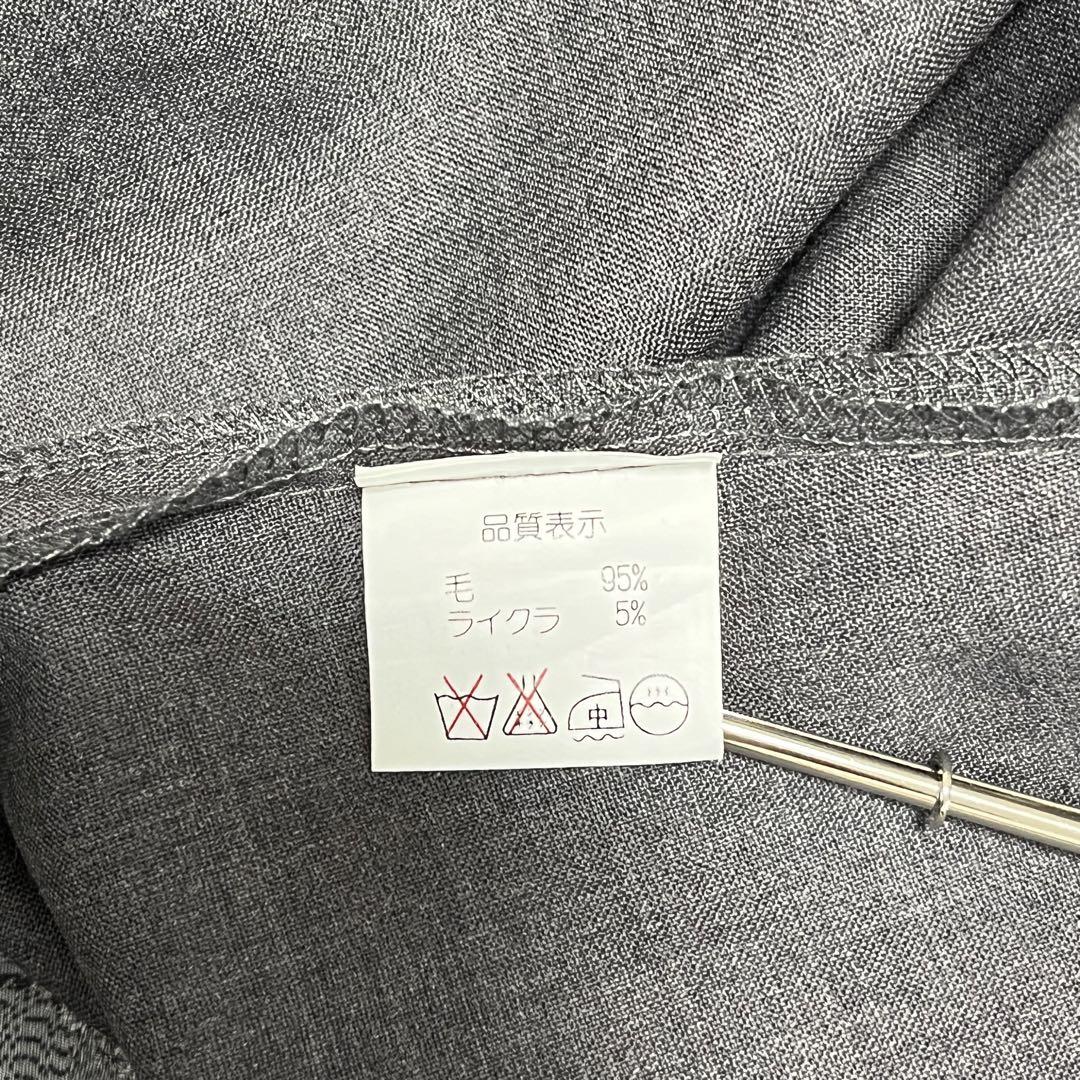 品質表示
毛 95%
ライクラ 5%
中